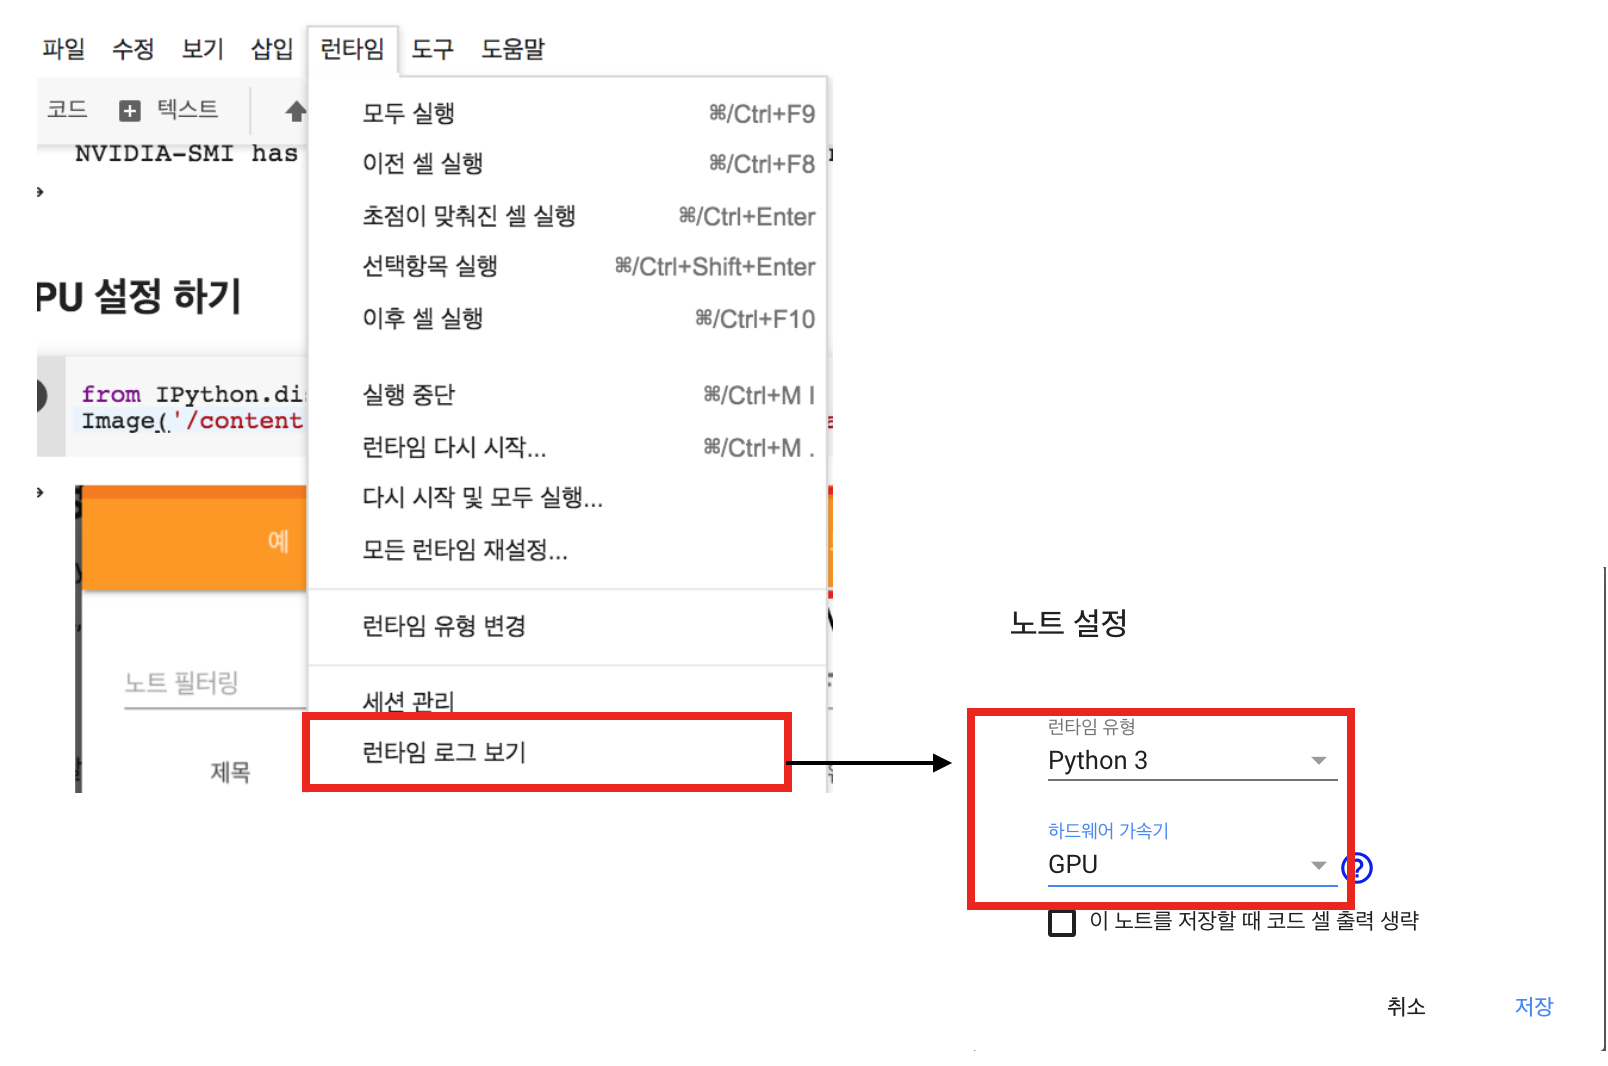 파일 수정 보기 삽입 런타임 도구 도움말
코드 텍스트
NVIDIA-SMI has
PU 설정 하기
from IPython.dis
Image('/content
예
노트 필터링
제목
모두 실행 ⌘/Ctrl+F9
이전 셀 실행 ⌘/Ctrl+F8
초점이 맞춰진 셀 실행 ⌘/Ctrl+Enter
선택항목 실행 ⌘/Ctrl+Shift+Enter
이후 셀 실행 ⌘/Ctrl+F10
실행 중단 ⌘/Ctrl+M I
런타임 다시 시작... ⌘/Ctrl+M .
다시 시작 및 모두 실행...
모든 런타임 재설정...
런타임 유형 변경
세션 관리
런타임 로그 보기
노트 설정
런타임 유형
Python 3
하드웨어 가속기
GPU
이 노트를 저장할 때 코드 셀 출력 생략
취소 저장